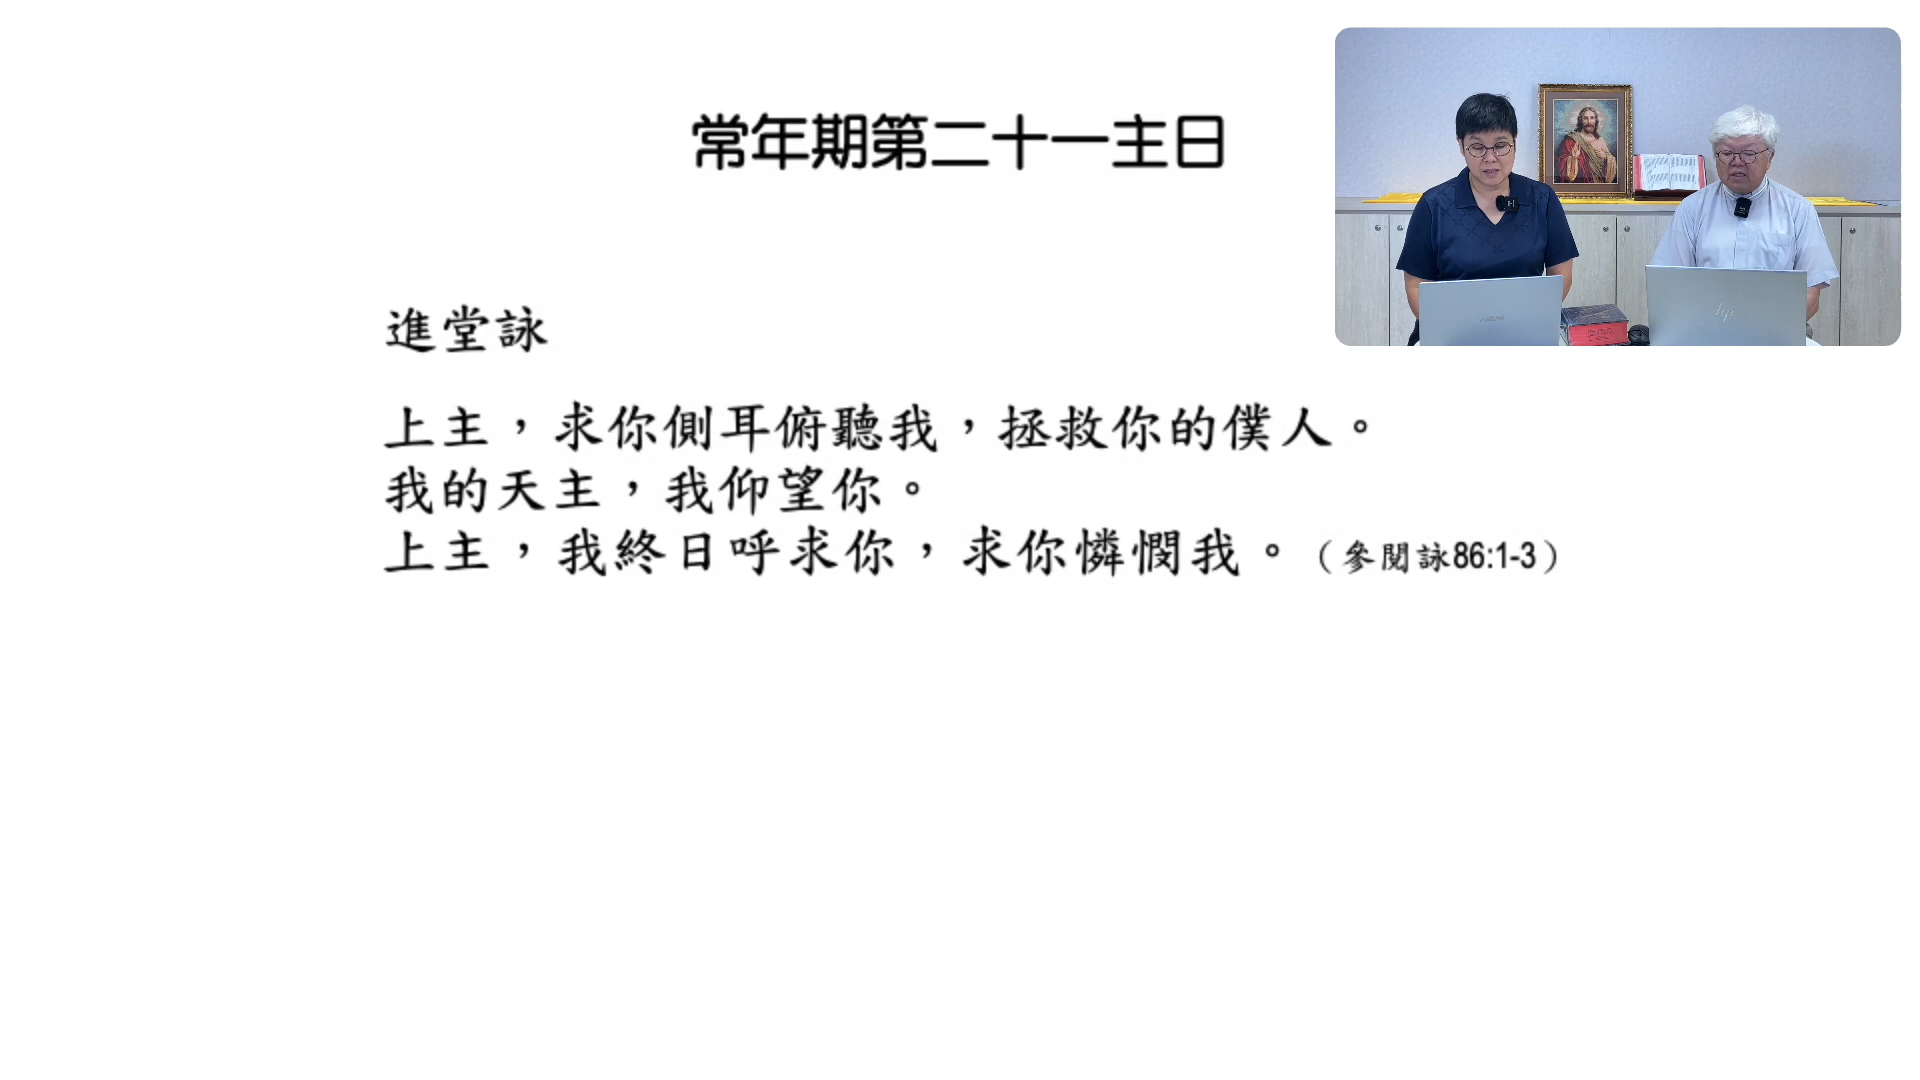 常年期第二十一主日
進堂詠
上主，求你側耳俯聽我，拯救你的僕人。
我的天主，我仰望你。
上主，我終日呼求你，求你憐憫我。（參閱詠86:1-3）
hp